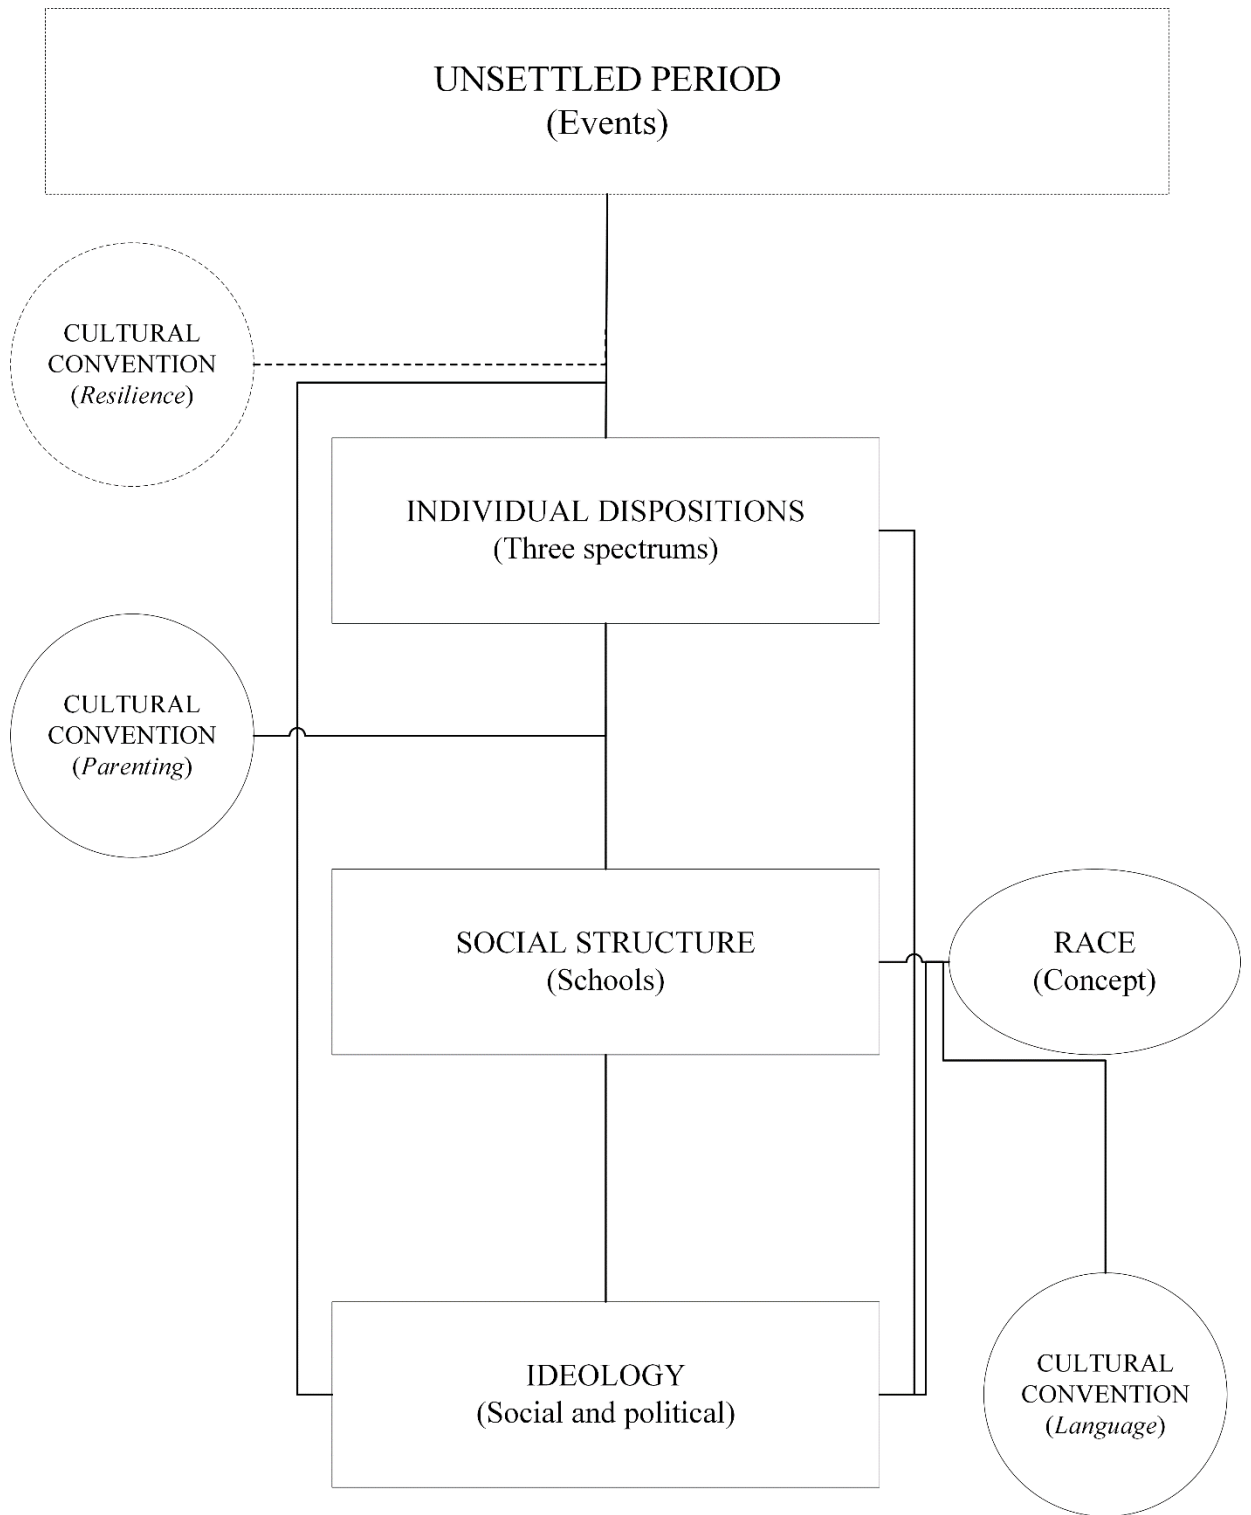 UNSETTLED PERIOD
(Events)
CULTURAL
CONVENTION
(Resilience)
INDIVIDUAL DISPOSITIONS
(Three spectrums)
CULTURAL
CONVENTION
(Parenting)
SOCIAL STRUCTURE
(Schools)
RACE
(Concept)
IDEOLOGY
(Social and political)
CULTURAL
CONVENTION
(Language)